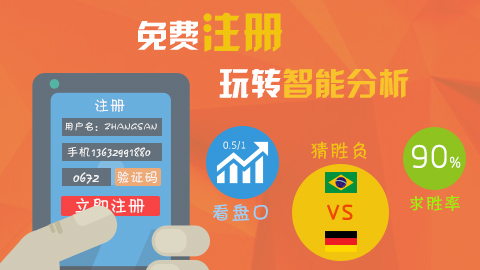 免费注册
玩转智能分析
注册
用户名：ZHANGSAN
手机13632991880
0672 验证码
立即注册
0.5/1
看盘口
猜胜负
VS
90%
求胜率